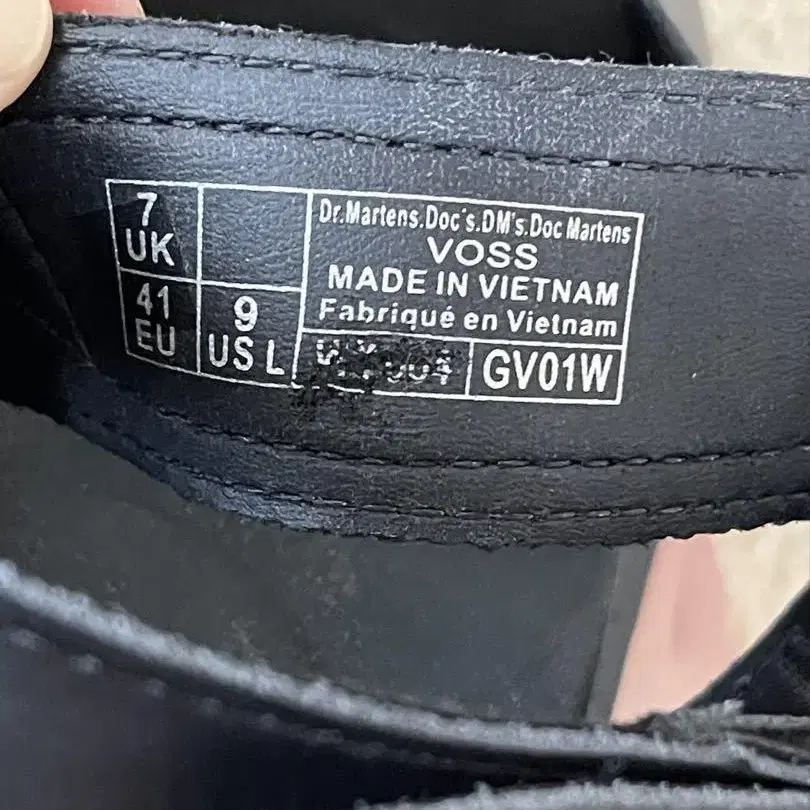 7
UK
41
EU
9
US L
Dr.Martens.Doc's.DM's.Doc Martens
VOSS
MADE IN VIETNAM
Fabriqué en Vietnam
GV01W